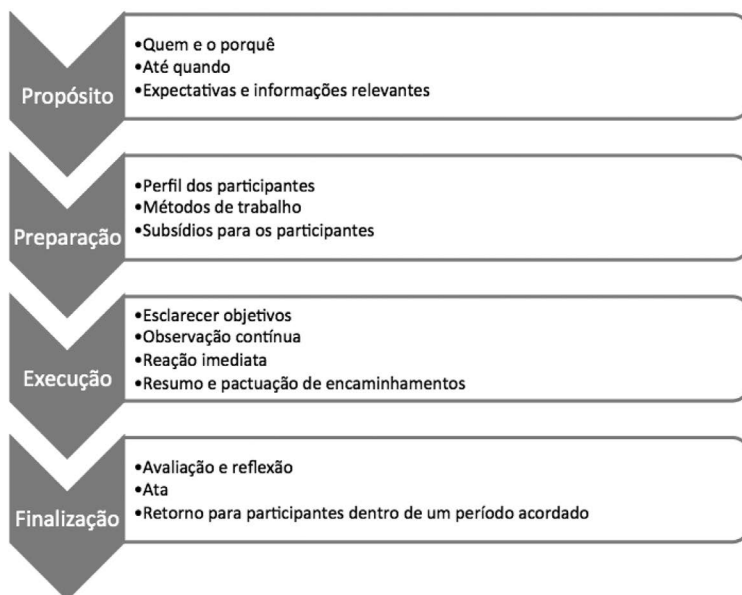 Propósito
•Quem e o porquê
•Até quando
•Expectativas e informações relevantes
Preparação
•Perfil dos participantes
•Métodos de trabalho
•Subsídios para os participantes
Execução
•Esclarecer objetivos
•Observação contínua
•Reação imediata
•Resumo e pactuação de encaminhamentos
Finalização
•Avaliação e reflexão
•Ata
•Retorno para participantes dentro de um período acordado